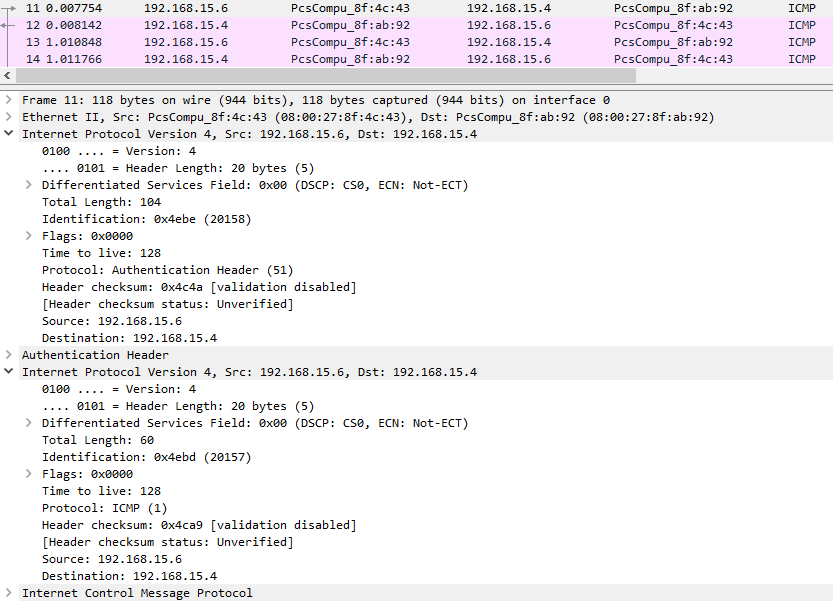 11 0.007754 192.168.15.6 PcsCompu_8f:4c:43 192.168.15.4 PcsCompu_8f:ab:92 ICMP
12 0.008142 192.168.15.4 PcsCompu_8f:ab:92 192.168.15.6 PcsCompu_8f:4c:43 ICMP
13 1.010848 192.168.15.6 PcsCompu_8f:4c:43 192.168.15.4 PcsCompu_8f:ab:92 ICMP
14 1.011766 192.168.15.4 PcsCompu_8f:ab:92 192.168.15.6 PcsCompu_8f:4c:43 ICMP
Frame 11: 118 bytes on wire (944 bits), 118 bytes captured (944 bits) on interface 0
Ethernet II, Src: PcsCompu_8f:4c:43 (08:00:27:8f:4c:43), Dst: PcsCompu_8f:ab:92 (08:00:27:8f:ab:92)
Internet Protocol Version 4, Src: 192.168.15.6, Dst: 192.168.15.4
0100 .... = Version: 4
.... 0101 = Header Length: 20 bytes (5)
Differentiated Services Field: 0x00 (DSCP: CS0, ECN: Not-ECT)
Total Length: 104
Identification: 0x4ebe (20158)
Flags: 0x0000
Time to live: 128
Protocol: Authentication Header (51)
Header checksum: 0x4c4a [validation disabled]
[Header checksum status: Unverified]
Source: 192.168.15.6
Destination: 192.168.15.4
Authentication Header
Internet Protocol Version 4, Src: 192.168.15.6, Dst: 192.168.15.4
0100 .... = Version: 4
.... 0101 = Header Length: 20 bytes (5)
Differentiated Services Field: 0x00 (DSCP: CS0, ECN: Not-ECT)
Total Length: 60
Identification: 0x4ebd (20157)
Flags: 0x0000
Time to live: 128
Protocol: ICMP (1)
Header checksum: 0x4ca9 [validation disabled]
[Header checksum status: Unverified]
Source: 192.168.15.6
Destination: 192.168.15.4
Internet Control Message Protocol